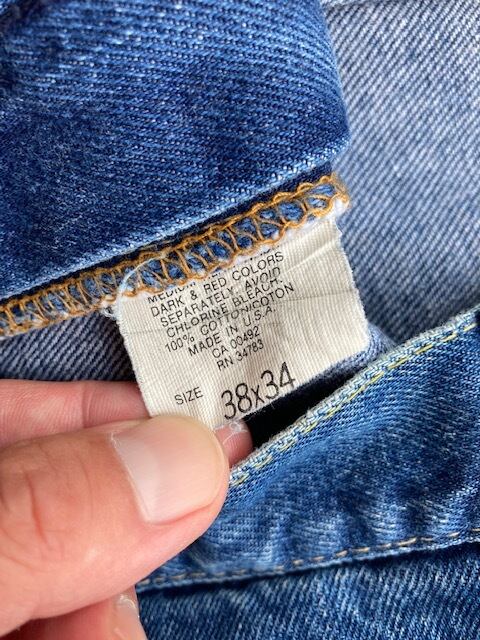 DARK & RED COLORS
SEPARATELY. AVOID
CHLORINE BLEACH.
100% COTTON/COTON
MADE IN U.S.A.
CA 00492
RN 34783
SIZE 38x34